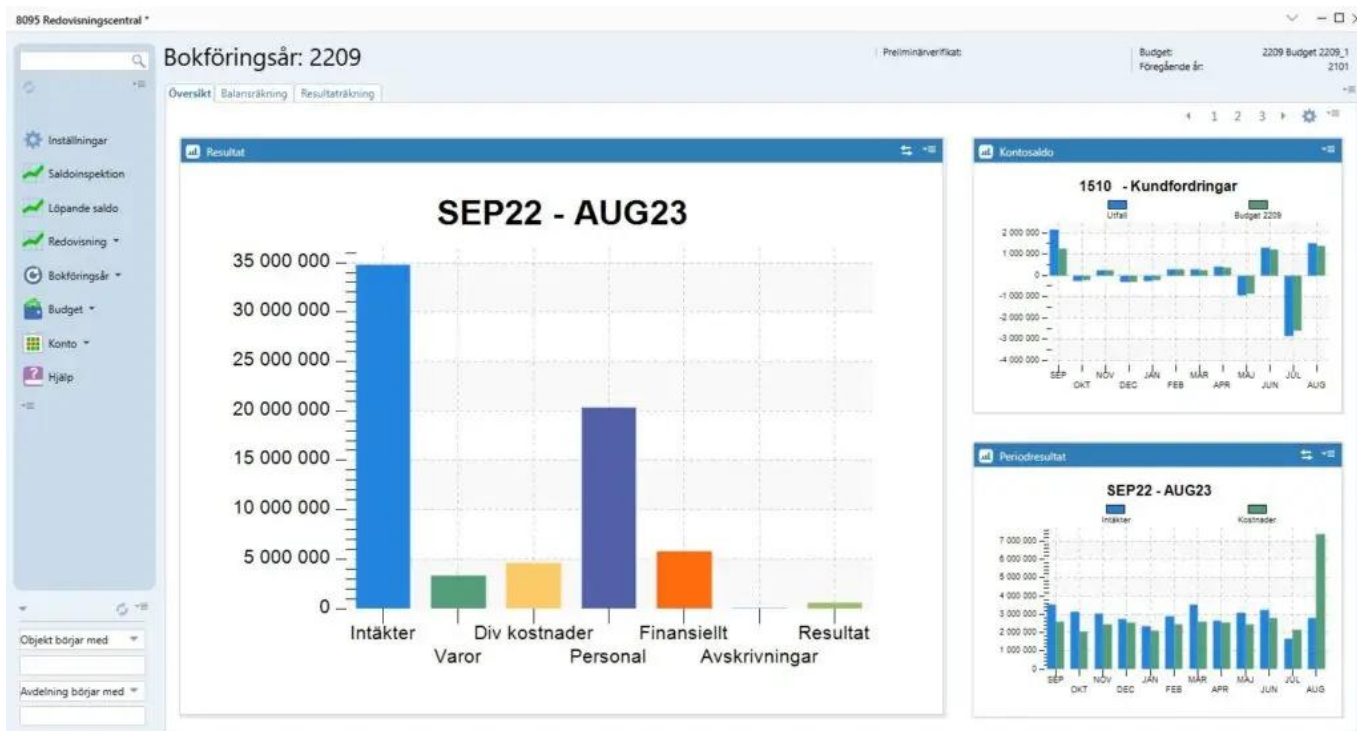 8095 Redovisningscentral *
Bokföringsår: 2209
Preliminärverifikat:
Budget: 2209 Budget 2209_1
Föregående år: 2101
Översikt Balansräkning Resultaträkning
1 2 3
Inställningar
Saldoinspektion
Löpande saldo
Redovisning
Bokföringsår
Budget
Konto
Hjälp
Objekt börjar med
Avdelning börjar med
Resultat
SEP22 - AUG23
35 000 000
30 000 000
25 000 000
20 000 000
15 000 000
10 000 000
5 000 000
0
Intäkter Div kostnader Finansiellt Resultat
Varor Personal Avskrivningar
Kontosaldo
1510 - Kundfordringar
Utfall Budget 2209
2 000 000
1 000 000
0
-1 000 000
-2 000 000
-3 000 000
-4 000 000
SEP NOV JAN MAR MAJ JUL
OKT DEC FEB APR JUN AUG
Periodresultat
SEP22 - AUG23
Intäkter Kostnader
7 000 000
6 000 000
5 000 000
4 000 000
3 000 000
2 000 000
1 000 000
0
SEP NOV JAN MAR MAJ JUL
OKT DEC FEB APR JUN AUG